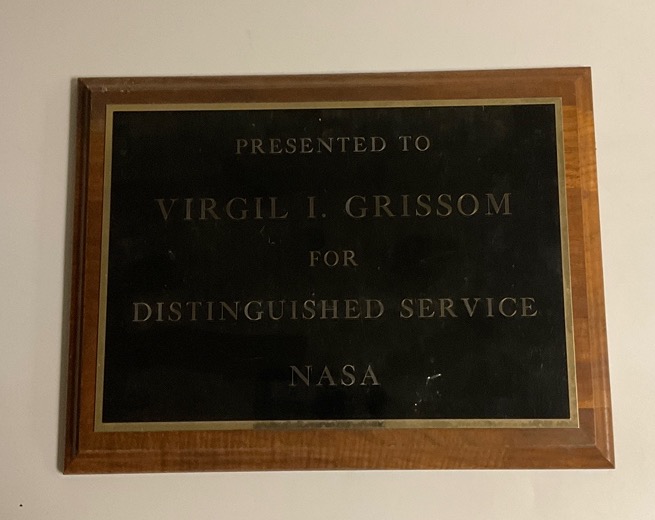 PRESENTED TO
VIRGIL I. GRISSOM
FOR
DISTINGUISHED SERVICE
NASA